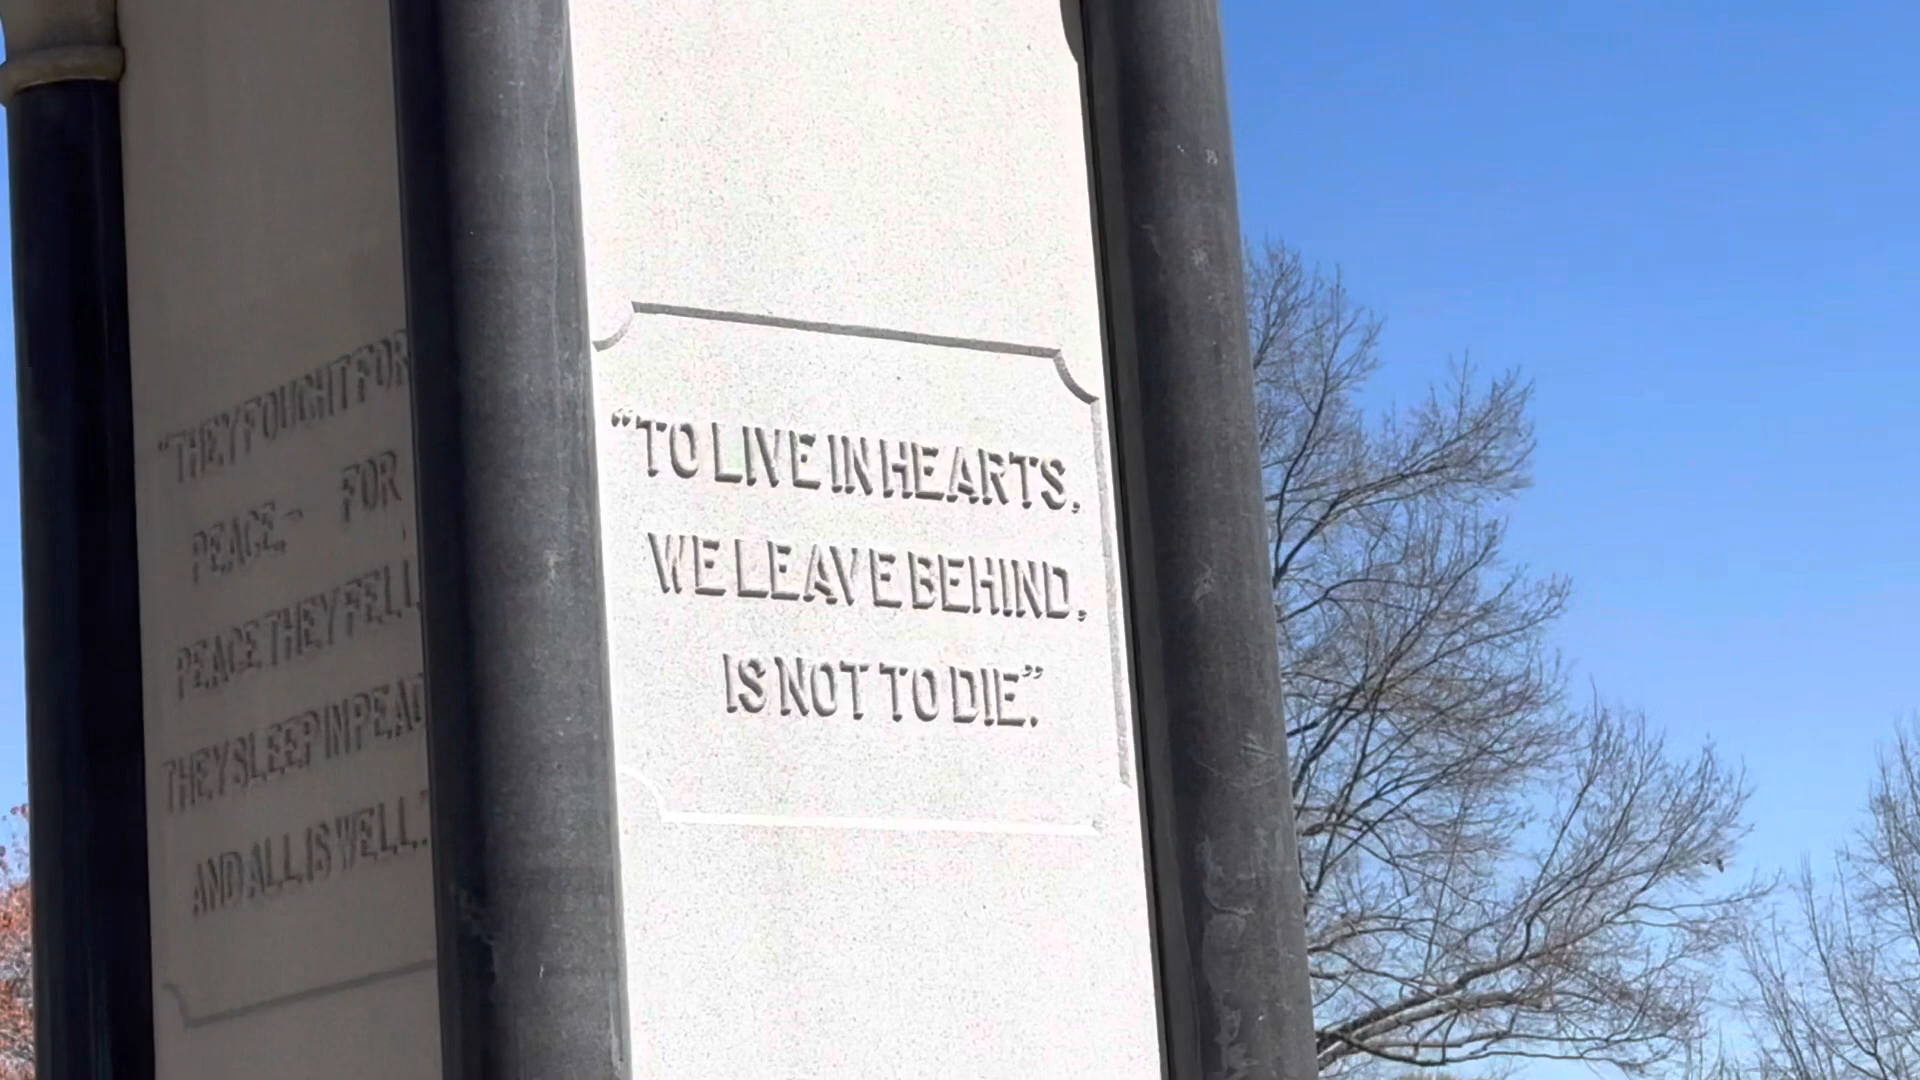 "THEY FOUGHT FOR
PEACE- FOR
PEACE THEY FELL
THEY SLEEP IN PEAC
AND ALL IS WELL."
"TO LIVE IN HEARTS,
WE LEAVE BEHIND,
IS NOT TO DIE."